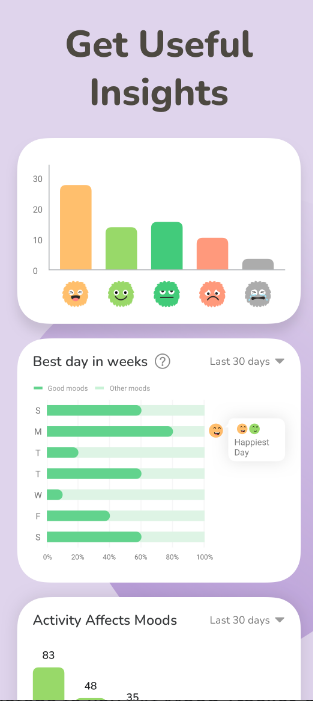 Get Useful
Insights
30
20
10
0
Best day in weeks ? Last 30 days
Good moods Other moods
S
M
T
T
W
F
S
Happiest
Day
0% 20% 40% 60% 80% 100%
Activity Affects Moods Last 30 days
83
48
35